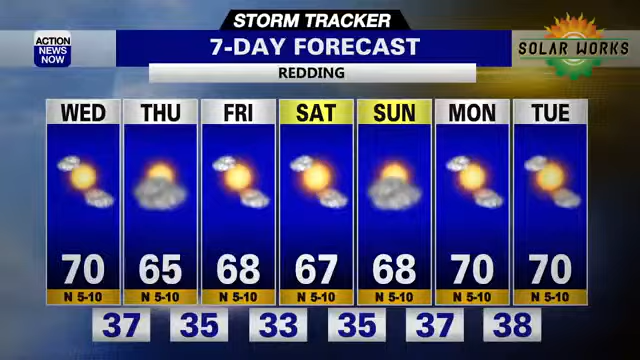 STORM TRACKER
ACTION
NEWS
NOW
7-DAY FORECAST
SOLAR WORKS
REDDING
WED THU FRI SAT SUN MON TUE
70 65 68 67 68 70 70
N 5-10 N 5-10 N 5-10 N 5-10 N 5-10 N 5-10 N 5-10
37 35 33 35 37 38